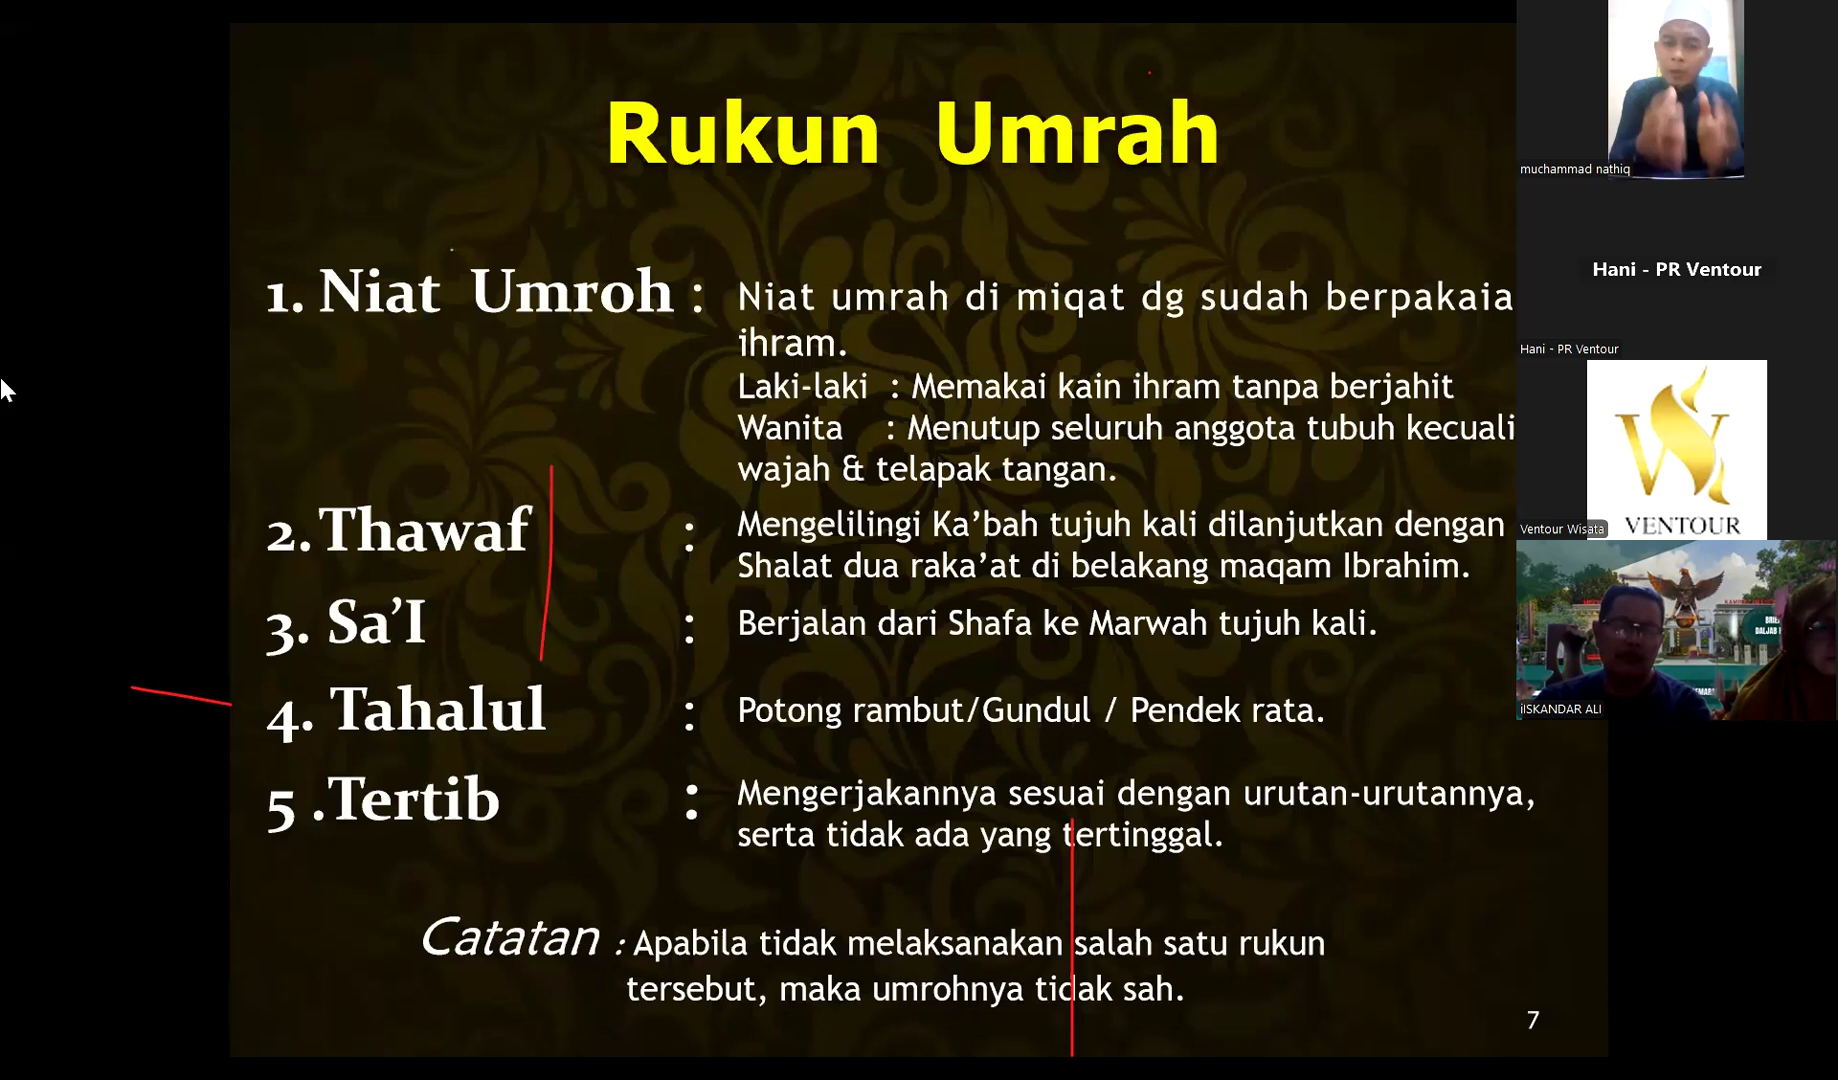 Rukun Umrah
1. Niat Umroh : Niat umrah di miqat dg sudah berpakaia
ihram.
Laki-laki : Memakai kain ihram tanpa berjahit
Wanita : Menutup seluruh anggota tubuh kecuali
wajah & telapak tangan.
2. Thawaf : Mengelilingi Ka'bah tujuh kali dilanjutkan dengan
Shalat dua raka'at di belakang maqam Ibrahim.
3. Sa'I : Berjalan dari Shafa ke Marwah tujuh kali.
4. Tahalul : Potong rambut/Gundul / Pendek rata.
5 .Tertib : Mengerjakannya sesuai dengan urutan-urutannya,
serta tidak ada yang tertinggal.
Catatan : Apabila tidak melaksanakan salah satu rukun
tersebut, maka umrohnya tidak sah.
7
muchammad nathiq
Hani - PR Ventour
Hani - PR Ventour
VENTOUR
Ventour Wisata
iISKANDAR ALI